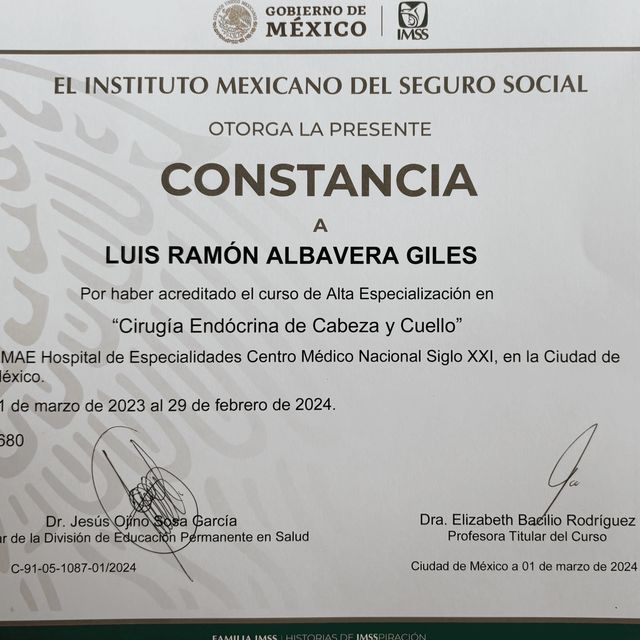 GOBIERNO DE
MÉXICO
IMSS
EL INSTITUTO MEXICANO DEL SEGURO SOCIAL
OTORGA LA PRESENTE
CONSTANCIA
A
LUIS RAMÓN ALBAVERA GILES
Por haber acreditado el curso de Alta Especialización en
“Cirugía Endócrina de Cabeza y Cuello”
MAE Hospital de Especialidades Centro Médico Nacional Siglo XXI, en la Ciudad de
éxico.
1 de marzo de 2023 al 29 de febrero de 2024.
680
Dr. Jesús Ojino Sosa García
ar de la División de Educación Permanente en Salud
C-91-05-1087-01/2024
Dra. Elizabeth Bacilio Rodríguez
Profesora Titular del Curso
Ciudad de México a 01 de marzo de 2024
FAMILIA IMSS | HISTORIAS DE IMSSPIRACIÓN